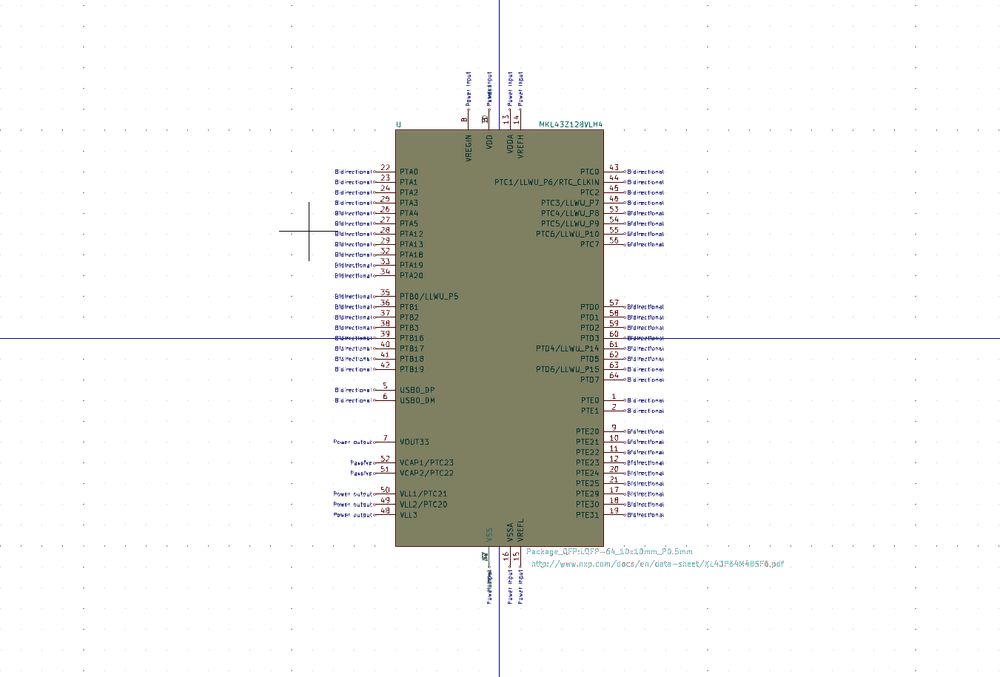 Power input
Power input
Power input
8
13
14
U
MKL43Z128VLH4
VREGIN
VDD
VDDA
VREFH
Bidirectional 22 PTA0
Bidirectional 23 PTA1
Bidirectional 24 PTA2
Bidirectional 25 PTA3
Bidirectional 26 PTA4
Bidirectional 27 PTA5
Bidirectional 28 PTA12
Bidirectional 29 PTA13
Bidirectional 32 PTA18
Bidirectional 33 PTA19
Bidirectional 34 PTA20
Bidirectional 35 PTB0/LLWU_P5
Bidirectional 36 PTB1
Bidirectional 37 PTB2
Bidirectional 38 PTB3
Bidirectional 39 PTB16
Bidirectional 40 PTB17
Bidirectional 41 PTB18
Bidirectional 42 PTB19
Bidirectional 5 USB0_DP
Bidirectional 6 USB0_DM
Power output 7 VOUT33
Passive 52 VCAP1/PTC23
Passive 51 VCAP2/PTC22
Power output 50 VLL1/PTC21
Power output 49 VLL2/PTC20
Power output 48 VLL3
PTC0 43 Bidirectional
PTC1/LLWU_P6/RTC_CLKIN 44 Bidirectional
PTC2 45 Bidirectional
PTC3/LLWU_P7 46 Bidirectional
PTC4/LLWU_P8 53 Bidirectional
PTC5/LLWU_P9 54 Bidirectional
PTC6/LLWU_P10 55 Bidirectional
PTC7 56 Bidirectional
PTD0 57 Bidirectional
PTD1 58 Bidirectional
PTD2 59 Bidirectional
PTD3 60 Bidirectional
PTD4/LLWU_P14 61 Bidirectional
PTD5 62 Bidirectional
PTD6/LLWU_P15 63 Bidirectional
PTD7 64 Bidirectional
PTE0 1 Bidirectional
PTE1 2 Bidirectional
PTE20 9 Bidirectional
PTE21 10 Bidirectional
PTE22 11 Bidirectional
PTE23 12 Bidirectional
PTE24 20 Bidirectional
PTE25 21 Bidirectional
PTE29 17 Bidirectional
PTE30 18 Bidirectional
PTE31 19 Bidirectional
VSS
VSSA
VREFL
16
15
Power input
Power input
Package_QFP:LQFP-64_10x10mm_P0.5mm
http://www.nxp.com/docs/en/data-sheet/KL43P64M48SF6.pdf